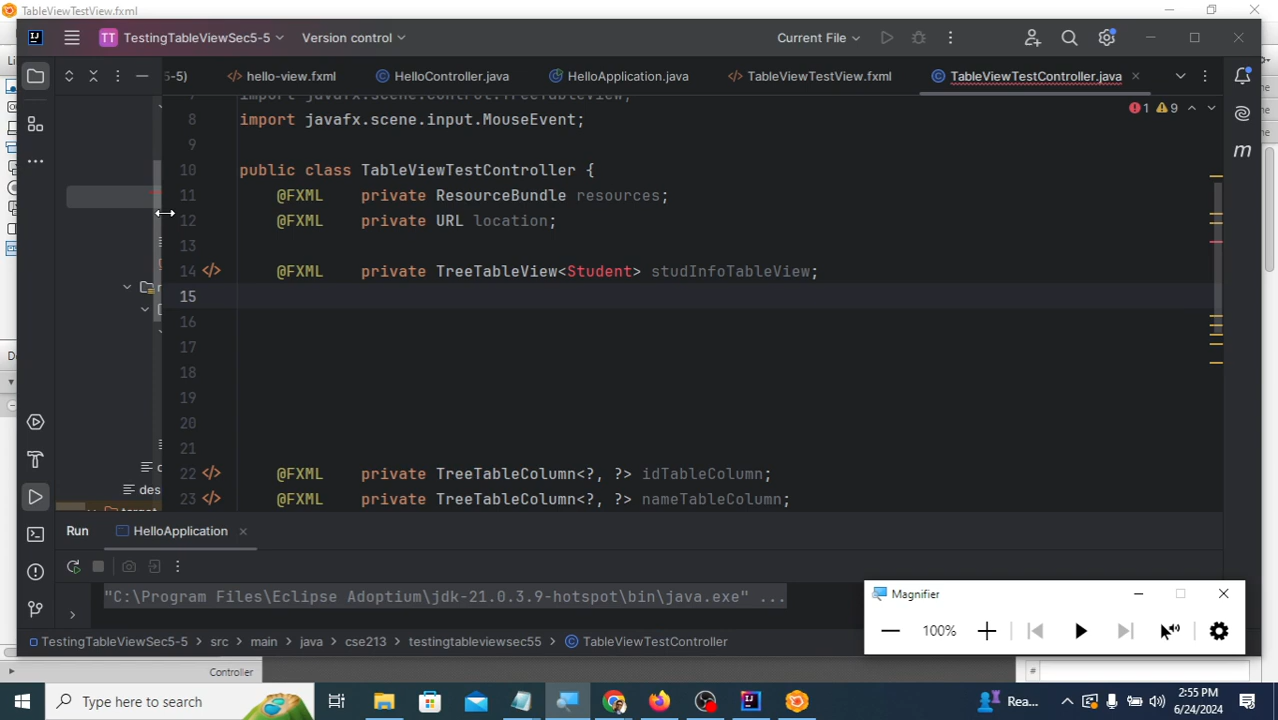 TableViewTestView.fxml
TT TestingTableViewSec5-5 Version control Current File
5-5) hello-view.fxml HelloController.java HelloApplication.java TableViewTestView.fxml TableViewTestController.java
1 9
8 import javafx.scene.input.MouseEvent;
9
10 public class TableViewTestController {
11 @FXML private ResourceBundle resources;
12 @FXML private URL location;
13
14 @FXML private TreeTableView<Student> studInfoTableView;
15
16
17
18
19
20
21
22 @FXML private TreeTableColumn<?, ?> idTableColumn;
23 @FXML private TreeTableColumn<?, ?> nameTableColumn;
des
Run HelloApplication
"C:\Program Files\Eclipse Adoptium\jdk-21.0.3.9-hotspot\bin\java.exe" ...
TestingTableViewSec5-5 > src > main > java > cse213 > testingtableviewsec55 > TableViewTestController
Magnifier
100%
Controller
Type here to search
Rea...
2:55 PM
6/24/2024